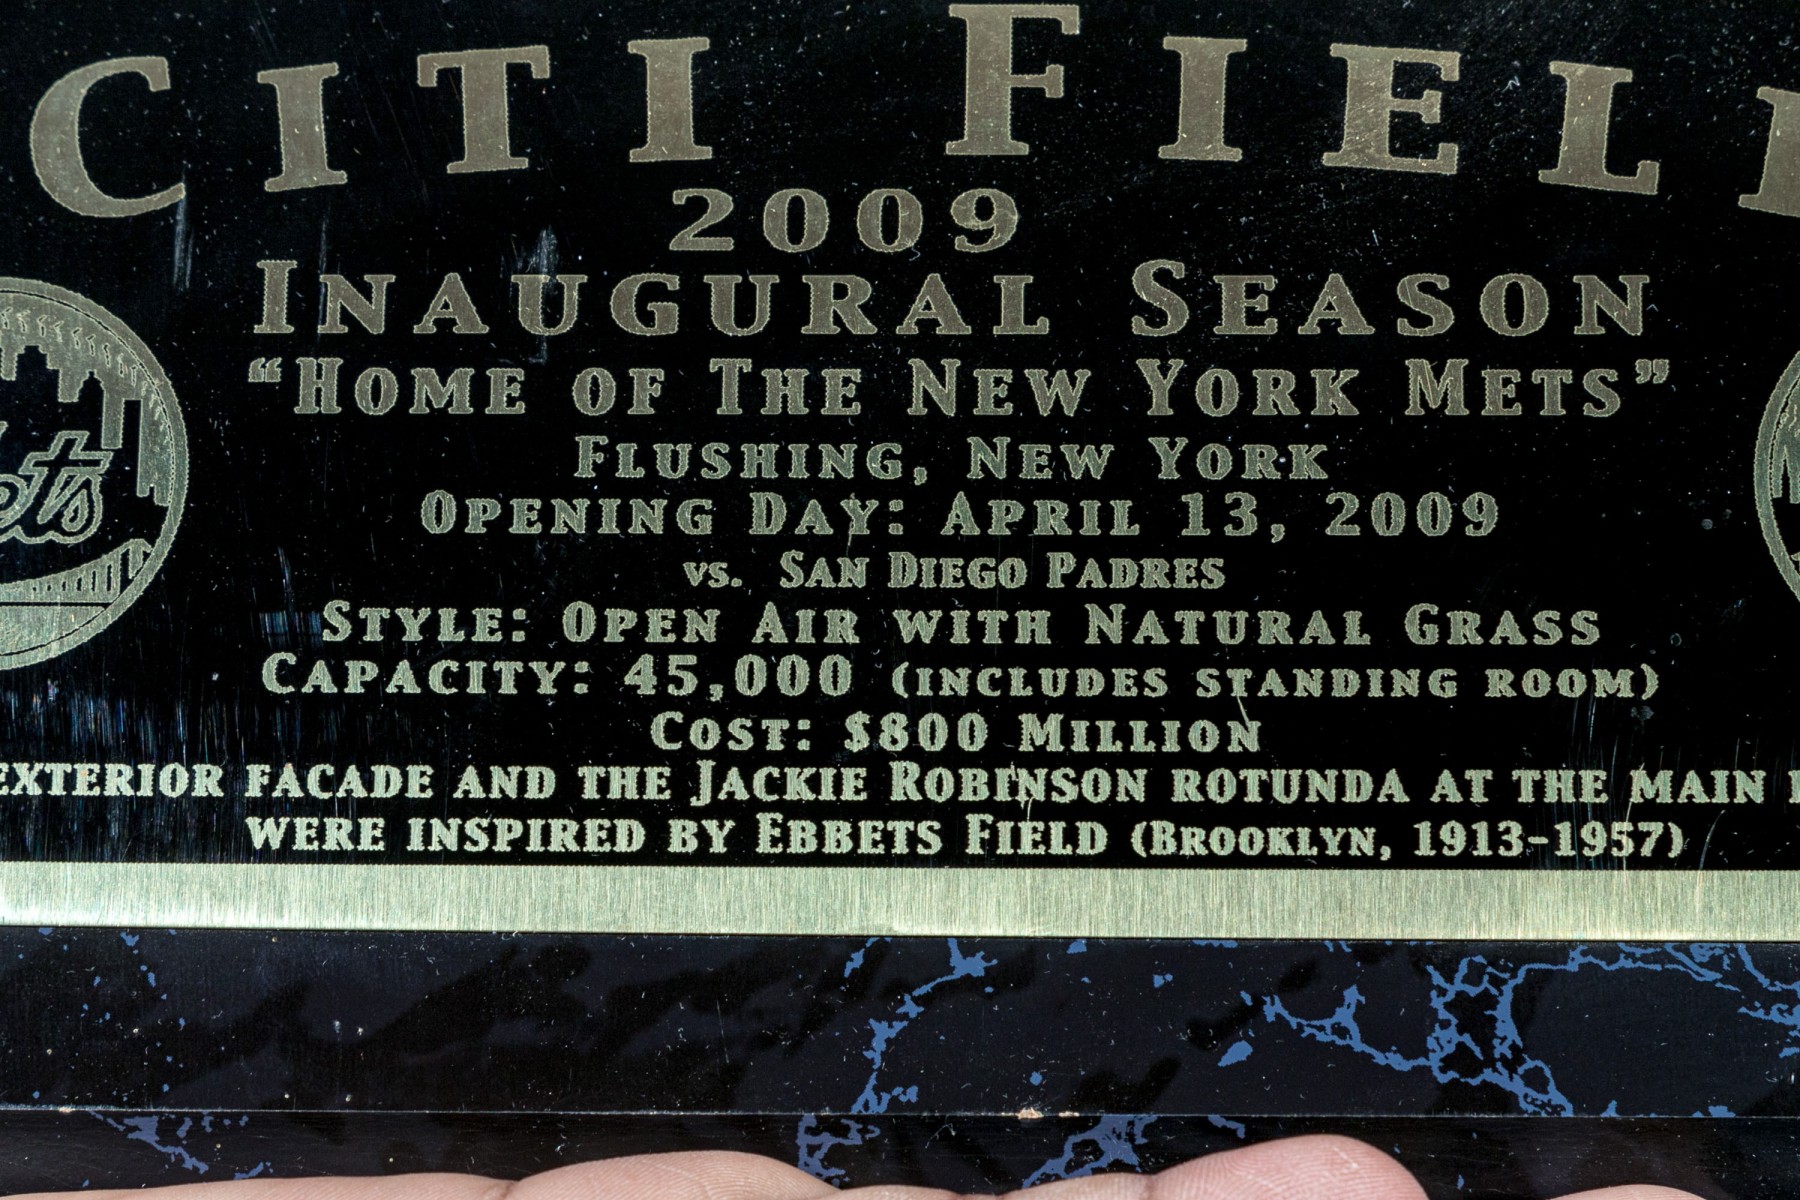 CITI FIEL
2009
INAUGURAL SEASON
“HOME OF THE NEW YORK METS”
FLUSHING, NEW YORK
OPENING DAY: APRIL 13, 2009
VS. SAN DIEGO PADRES
STYLE: OPEN AIR WITH NATURAL GRASS
CAPACITY: 45,000 (INCLUDES STANDING ROOM)
COST: $800 MILLION
EXTERIOR FACADE AND THE JACKIE ROBINSON ROTUNDA AT THE MAIN
WERE INSPIRED BY EBBETS FIELD (BROOKLYN, 1913-1957)
ets